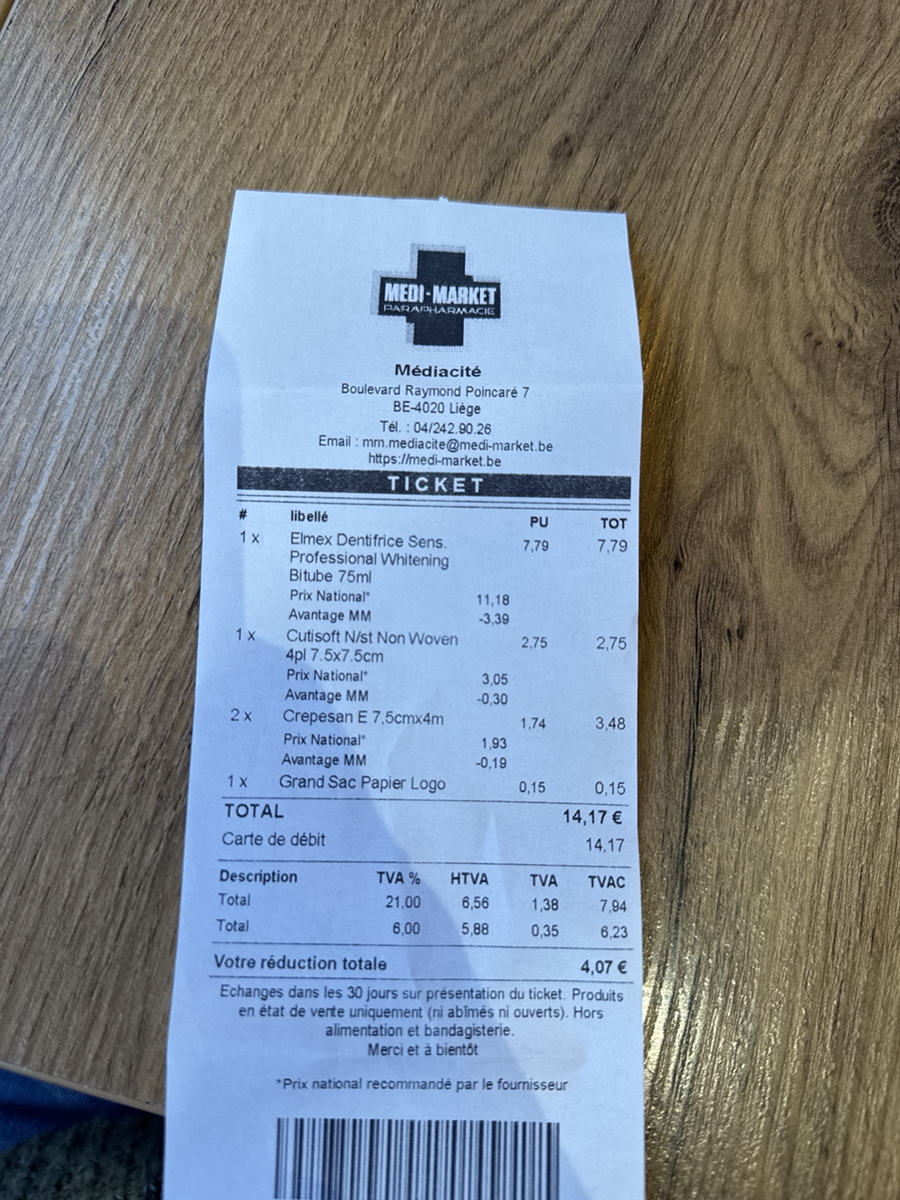 MEDI-MARKET
PARAPHARMACIE
Médiacité
Boulevard Raymond Poincaré 7
BE-4020 Liège
Tél. : 04/242.90.26
Email : mm.mediacite@medi-market.be
https://medi-market.be
TICKET
# libellé PU TOT
1 x Elmex Dentifrice Sens. 7,79 7,79
Professional Whitening
Bitube 75ml
Prix National* 11,18
Avantage MM -3,39
1 x Cutisoft N/st Non Woven 2,75 2,75
4pl 7.5x7.5cm
Prix National* 3,05
Avantage MM -0,30
2 x Crepesan E 7,5cmx4m 1,74 3,48
Prix National* 1,93
Avantage MM -0,19
1 x Grand Sac Papier Logo 0,15 0,15
TOTAL 14,17 €
Carte de débit 14,17
Description TVA % HTVA TVA TVAC
Total 21,00 6,56 1,38 7,94
Total 6,00 5,88 0,35 6,23
Votre réduction totale 4,07 €
Echanges dans les 30 jours sur présentation du ticket. Produits
en état de vente uniquement (ni abîmés ni ouverts). Hors
alimentation et bandagisterie.
Merci et à bientôt
*Prix national recommandé par le fournisseur